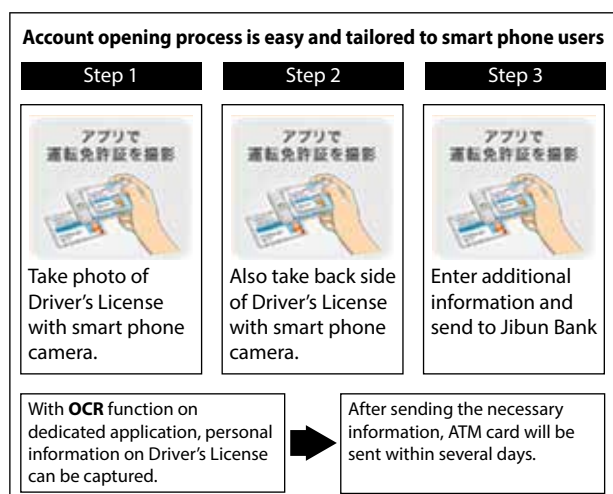 Account opening process is easy and tailored to smart phone users
Step 1
Step 2
Step 3
アプリで
運転免許証を撮影
Take photo of
Driver's License
with smart phone
camera.
アプリで
運転免許証を撮影
Also take back side
of Driver's License
with smart phone
camera.
アプリで
運転免許証を撮影
Enter additional
information and
send to Jibun Bank
With OCR function on
dedicated application, personal
information on Driver's License
can be captured.
After sending the necessary
information, ATM card will be
sent within several days.